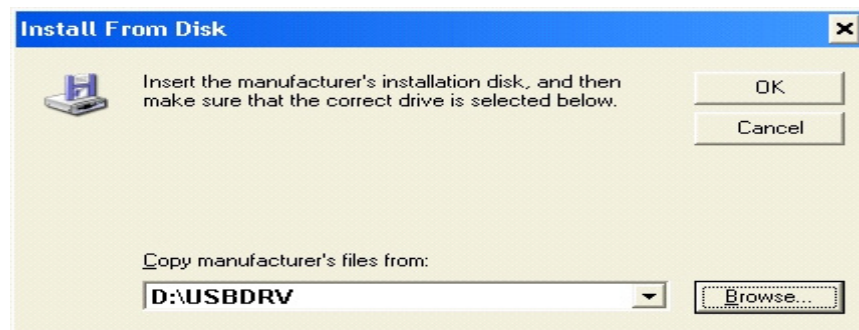 Install From Disk
Insert the manufacturer's installation disk, and then
make sure that the correct drive is selected below.
OK
Cancel
Copy manufacturer's files from:
D:\USBDRV
Browse...